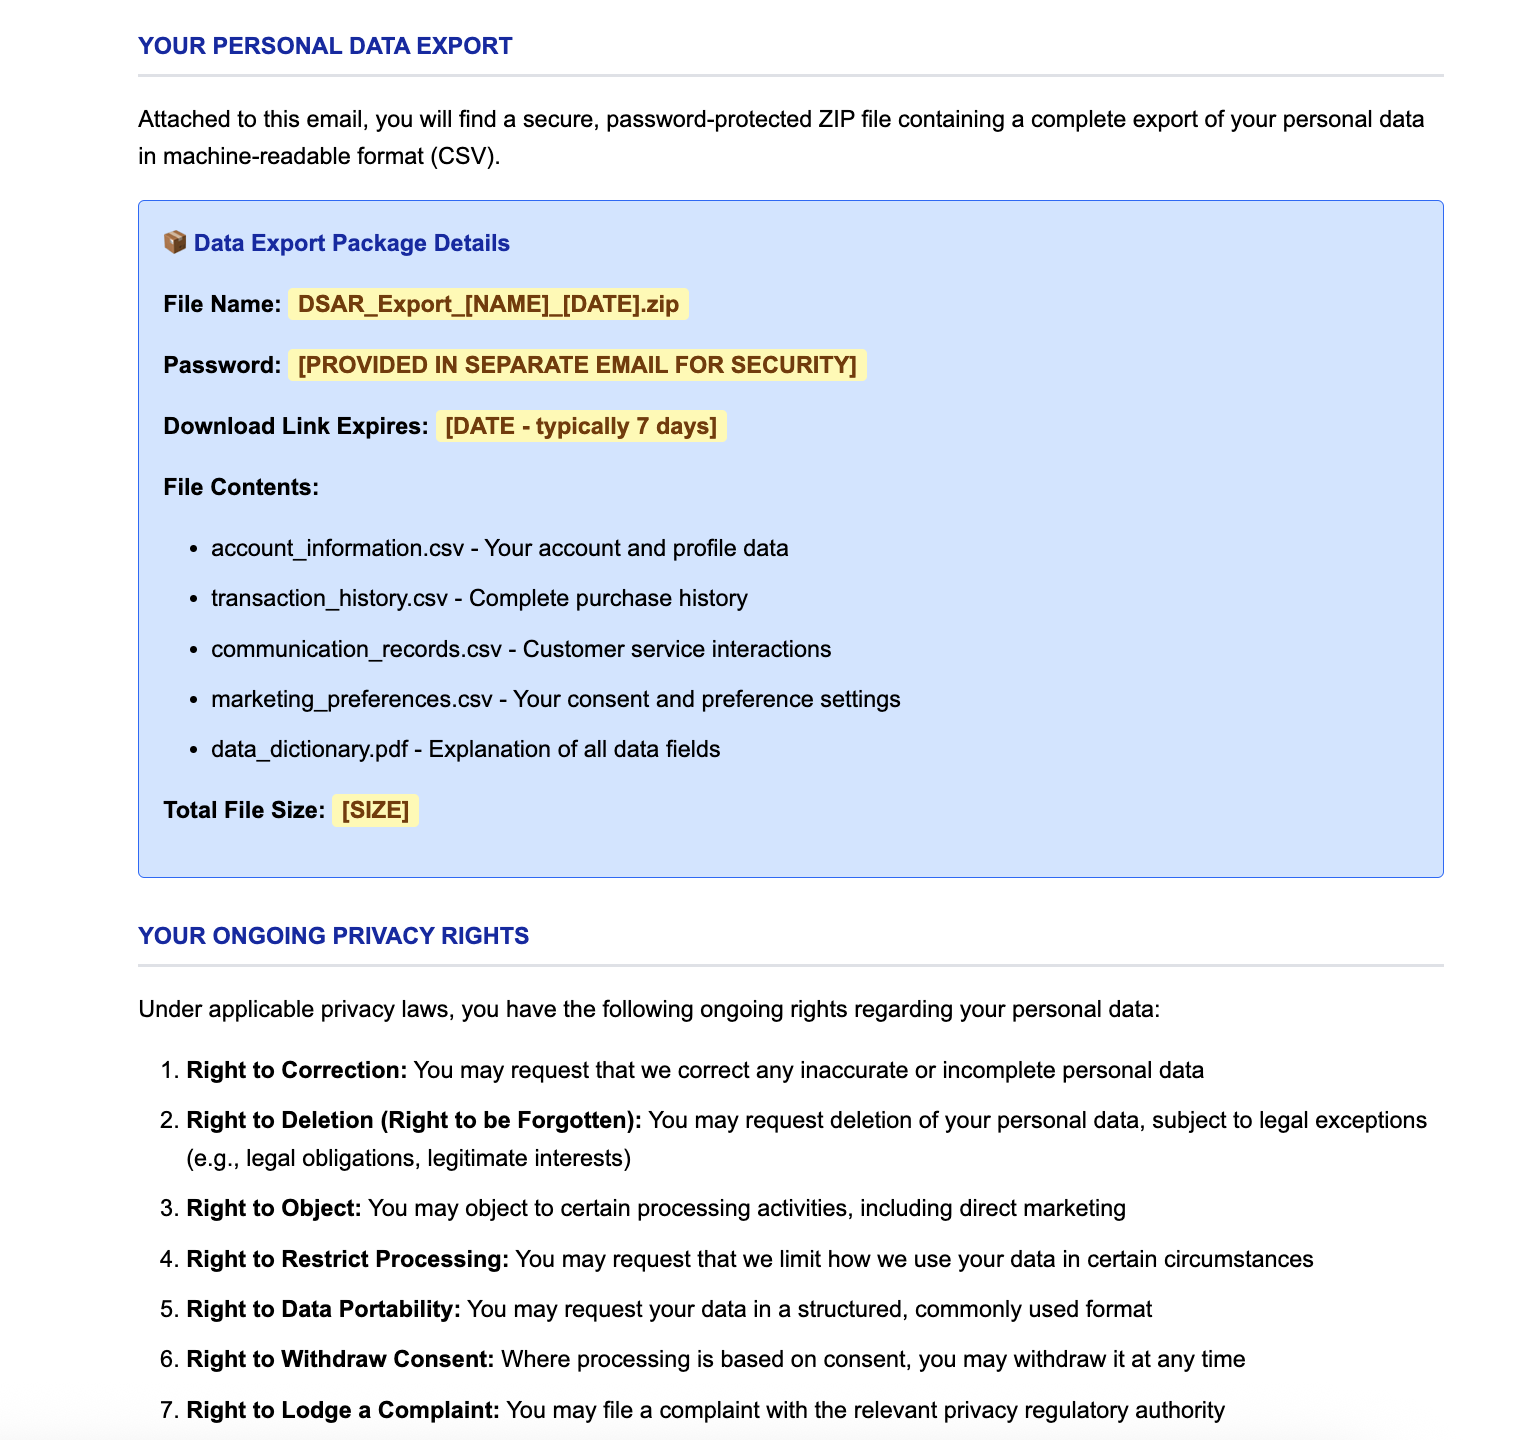 YOUR PERSONAL DATA EXPORT
Attached to this email, you will find a secure, password-protected ZIP file containing a complete export of your personal data
in machine-readable format (CSV).
📦 Data Export Package Details
File Name: DSAR_Export_[NAME]_[DATE].zip
Password: [PROVIDED IN SEPARATE EMAIL FOR SECURITY]
Download Link Expires: [DATE - typically 7 days]
File Contents:
• account_information.csv - Your account and profile data
• transaction_history.csv - Complete purchase history
• communication_records.csv - Customer service interactions
• marketing_preferences.csv - Your consent and preference settings
• data_dictionary.pdf - Explanation of all data fields
Total File Size: [SIZE]
YOUR ONGOING PRIVACY RIGHTS
Under applicable privacy laws, you have the following ongoing rights regarding your personal data:
1. Right to Correction: You may request that we correct any inaccurate or incomplete personal data
2. Right to Deletion (Right to be Forgotten): You may request deletion of your personal data, subject to legal exceptions
(e.g., legal obligations, legitimate interests)
3. Right to Object: You may object to certain processing activities, including direct marketing
4. Right to Restrict Processing: You may request that we limit how we use your data in certain circumstances
5. Right to Data Portability: You may request your data in a structured, commonly used format
6. Right to Withdraw Consent: Where processing is based on consent, you may withdraw it at any time
7. Right to Lodge a Complaint: You may file a complaint with the relevant privacy regulatory authority